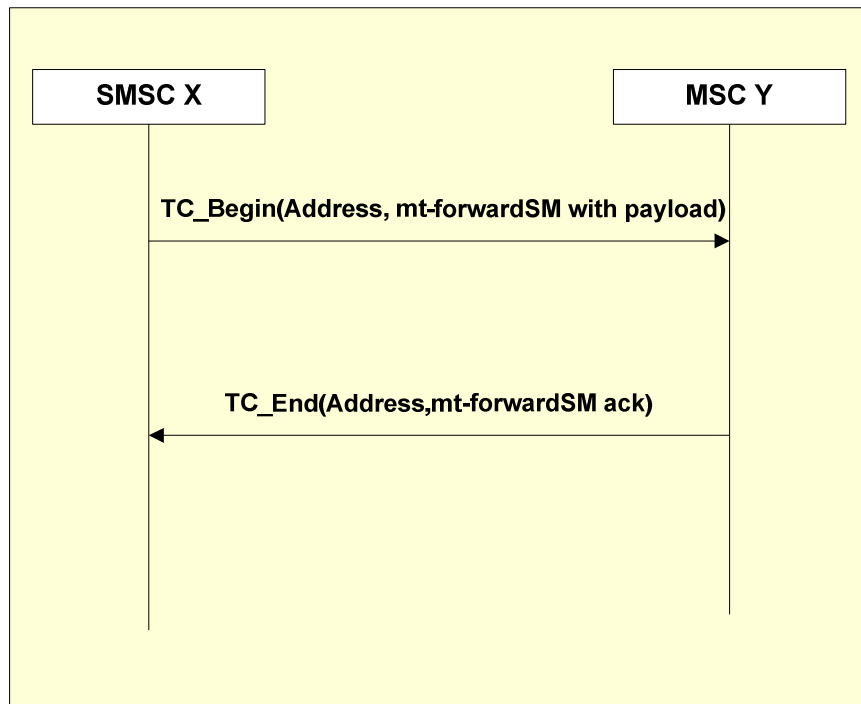 SMSC X
MSC Y
TC_Begin(Address, mt-forwardSM with payload)
TC_End(Address,mt-forwardSM ack)